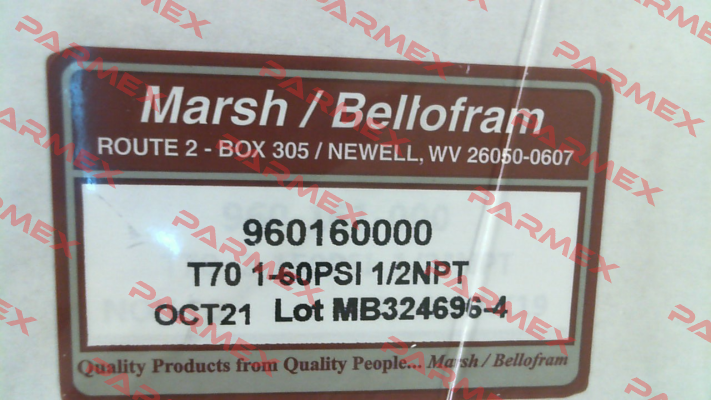 Marsh / Bellofram
ROUTE 2 - BOX 305 / NEWELL, WV 26050-0607
960160000
T70 1-60PSI 1/2NPT
OCT21 Lot MB324696-4
Quality Products from Quality People... Marsh / Bellofram
PARMEX